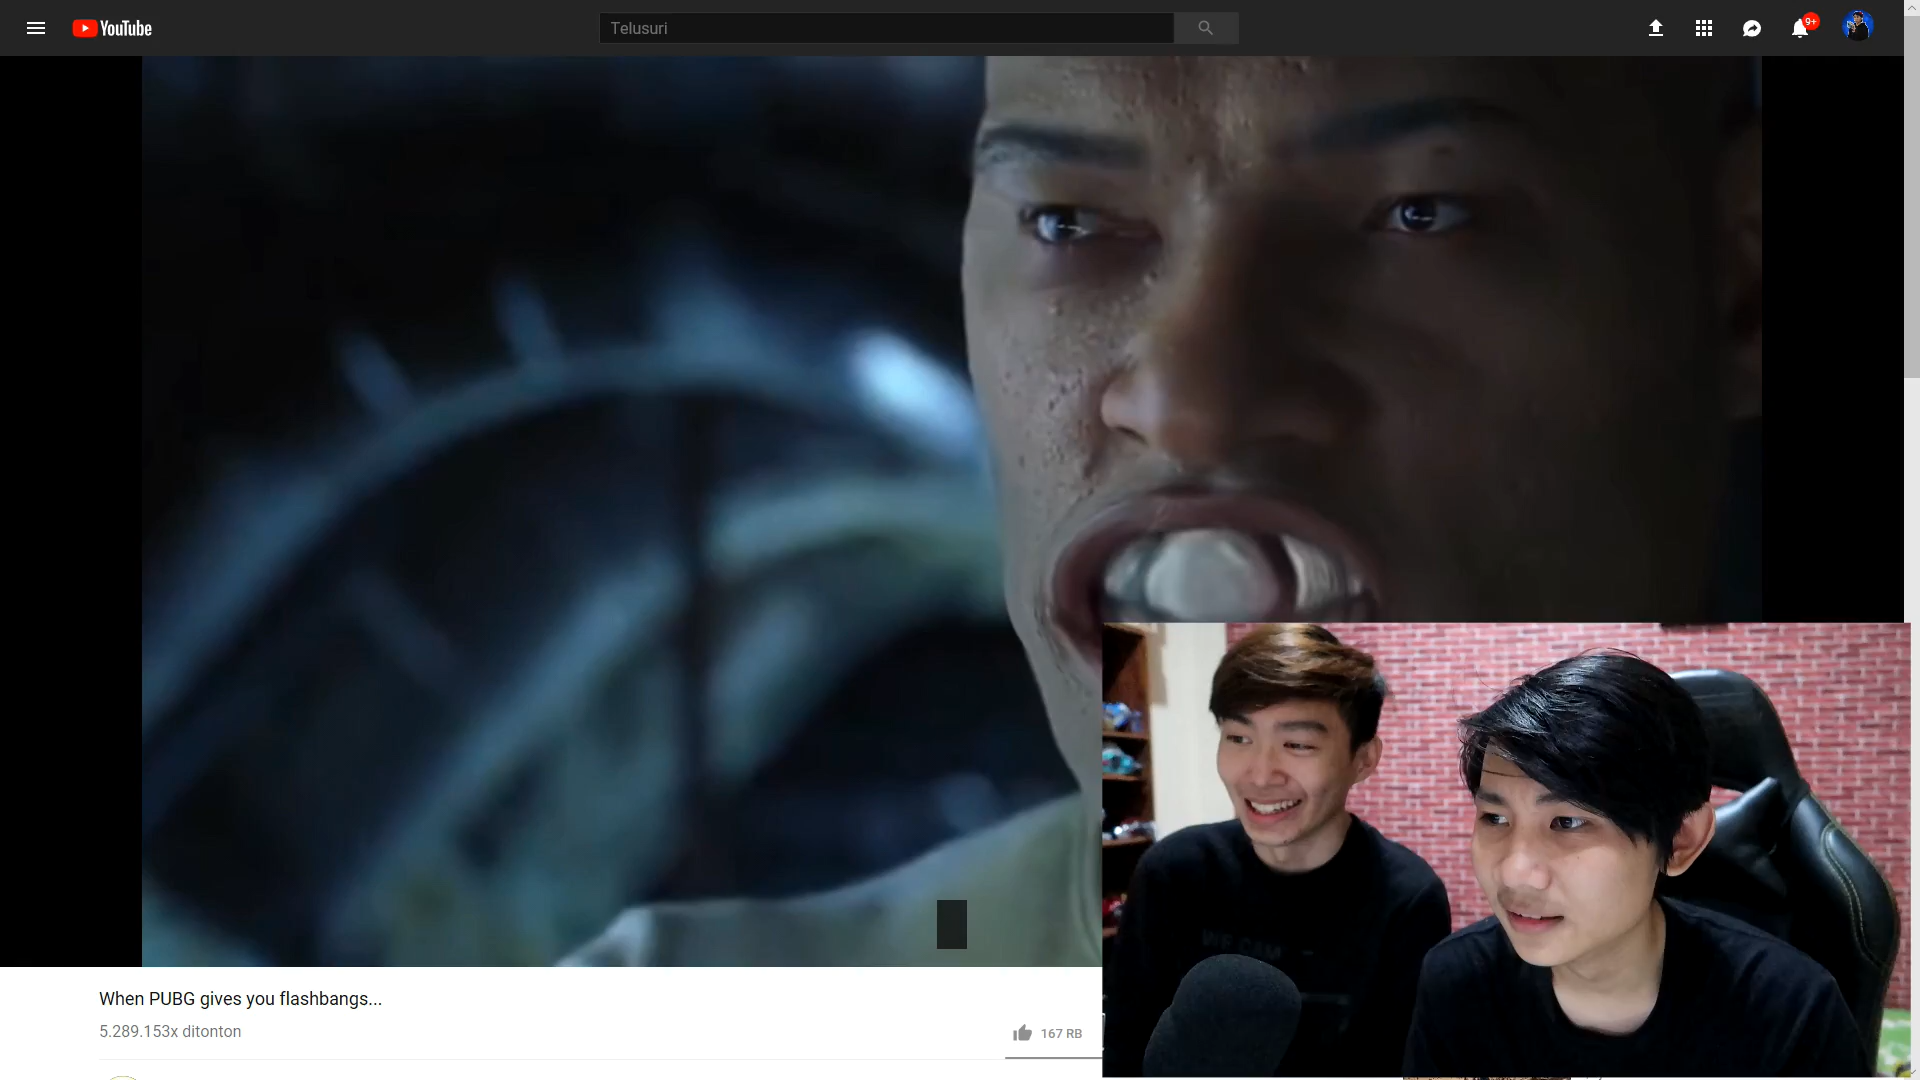 YouTube
Telusuri
9+
When PUBG gives you flashbangs...
5.289.153x ditonton
167 RB